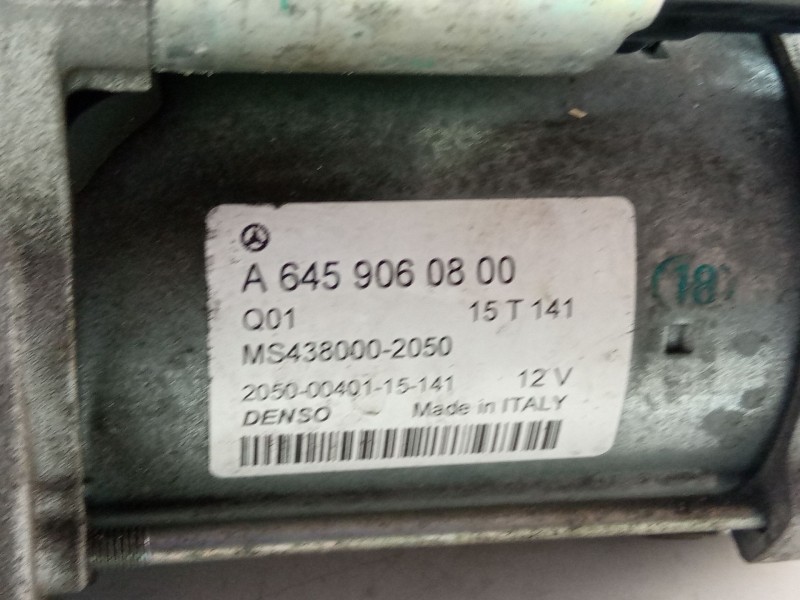 A 645 906 08 00
Q01 15 T 141
MS438000-2050
2050-00401-15-141 12 V
DENSO Made in ITALY
18